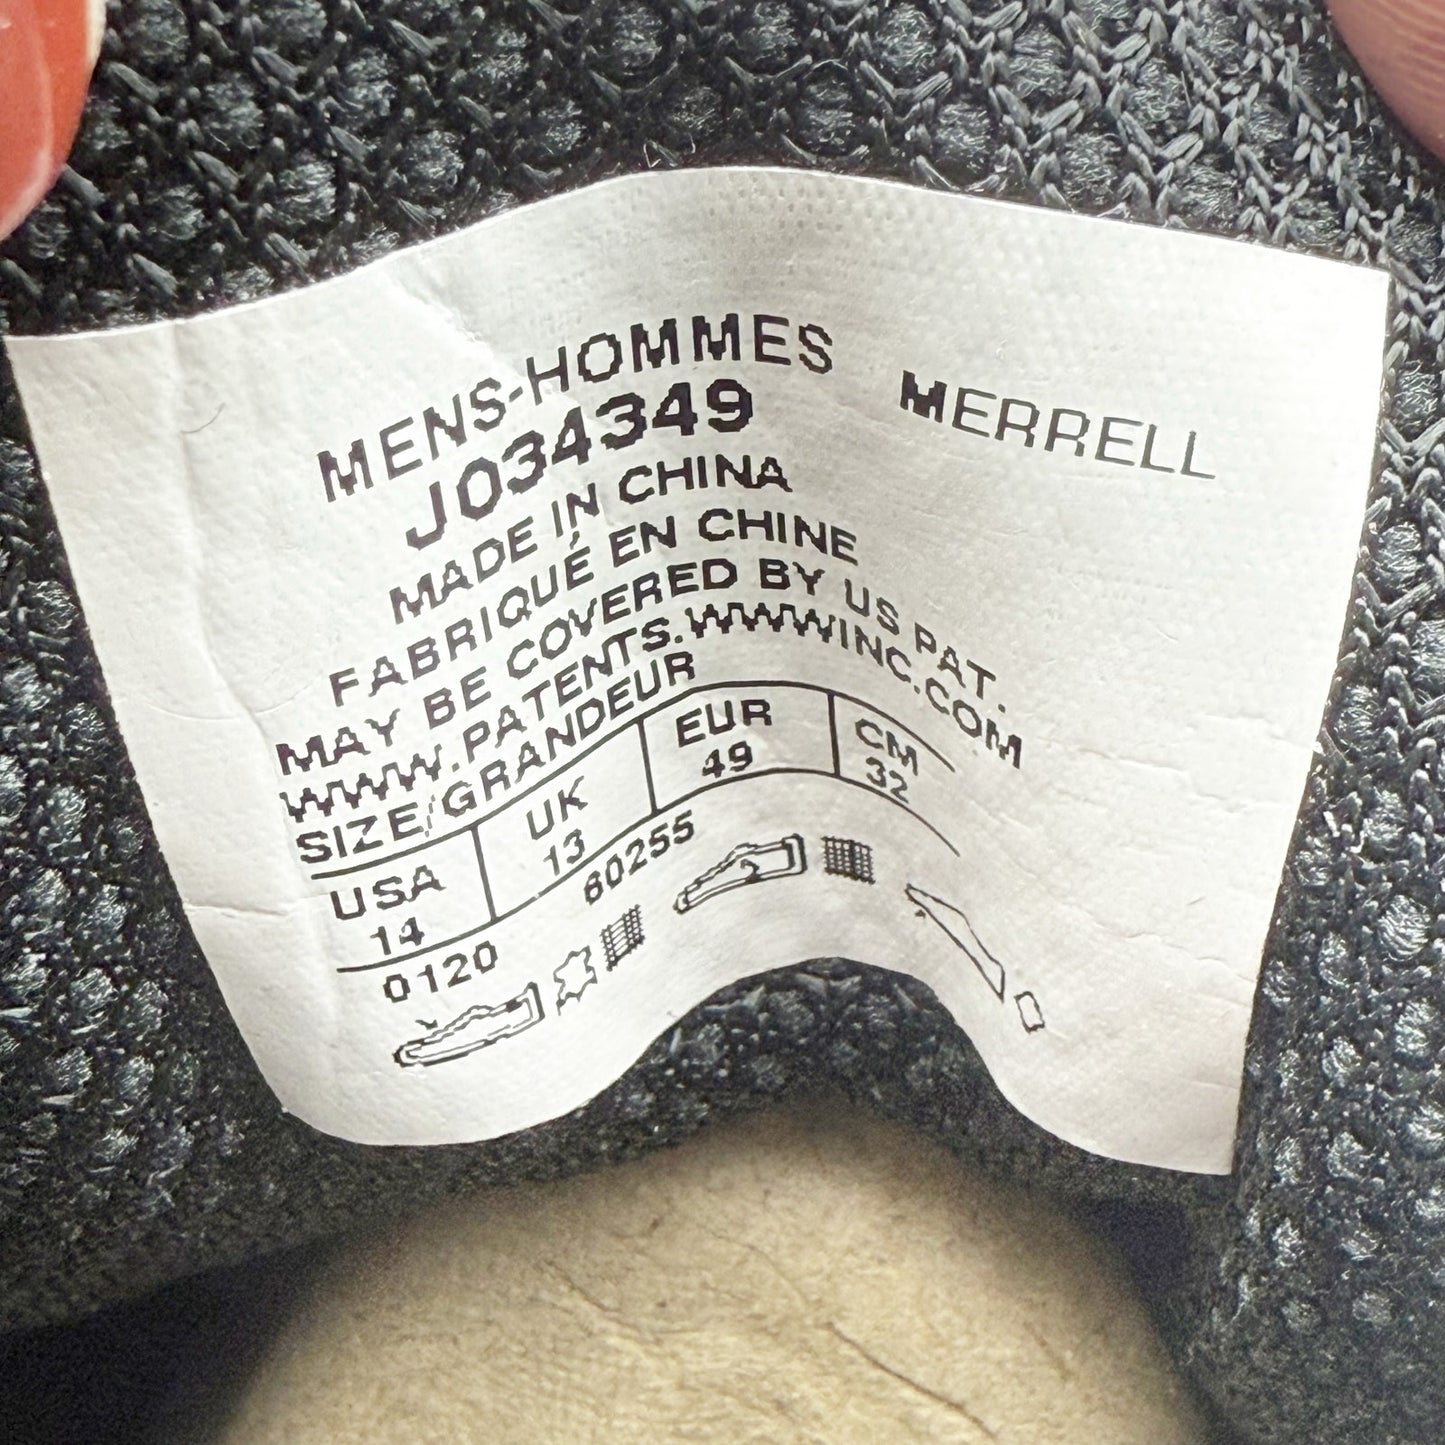 MENS-HOMMES MERRELL
J034349
MADE IN CHINA
FABRIQUÉ EN CHINE
MAY BE COVERED BY US PAT.
WWW.PATENTS.WWWINC.COM
SIZE/GRANDEUR
USA UK EUR CM
14 13 49 32
0120 60255